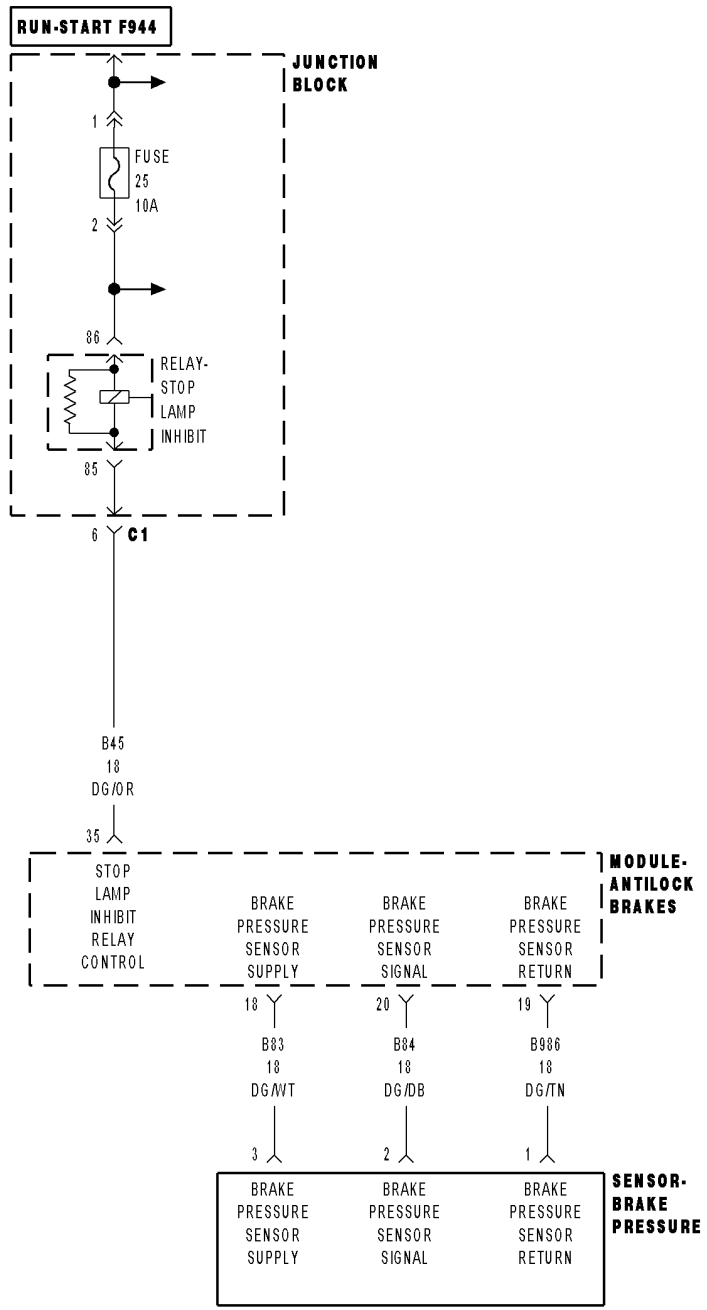 RUN-START F944
JUNCTION
BLOCK
1
FUSE
25
10A
2
86
RELAY-
STOP
LAMP
INHIBIT
85
6
C1
B45
18
DG/OR
35
MODULE-
ANTILOCK
BRAKES
STOP
LAMP
INHIBIT
RELAY
CONTROL
BRAKE
PRESSURE
SENSOR
SUPPLY
BRAKE
PRESSURE
SENSOR
SIGNAL
BRAKE
PRESSURE
SENSOR
RETURN
18
20
19
B83
18
DG/WT
B84
18
DG/DB
B986
18
DG/TN
3
2
1
SENSOR-
BRAKE
PRESSURE
BRAKE
PRESSURE
SENSOR
SUPPLY
BRAKE
PRESSURE
SENSOR
SIGNAL
BRAKE
PRESSURE
SENSOR
RETURN